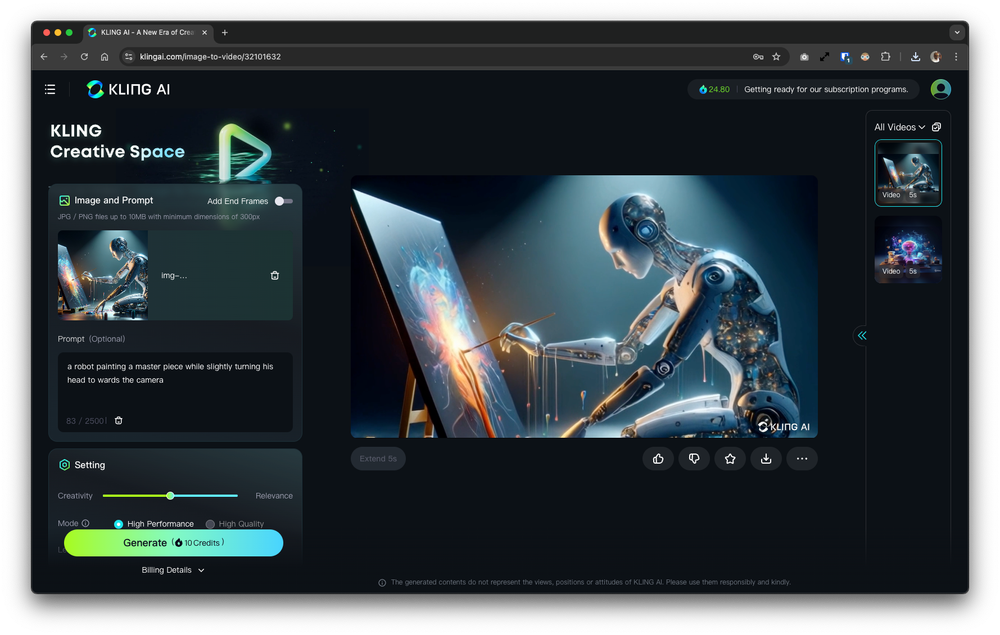 KLING AI - A New Era of Crea
klingai.com/image-to-video/32101632
KLING AI
24.80
Getting ready for our subscription programs.
KLING
Creative Space
All Videos
Image and Prompt
Add End Frames
JPG / PNG files up to 10MB with minimum dimensions of 300px
img-...
Video 5s
Video 5s
Prompt (Optional)
a robot painting a master piece while slightly turning his
head to wards the camera
83 / 2500
KLING AI
Extend 5s
Setting
Creativity
Relevance
Mode
High Performance
High Quality
Generate ( 10 Credits )
Billing Details
The generated contents do not represent the views, positions or attitudes of KLING AI. Please use them responsibly and kindly.